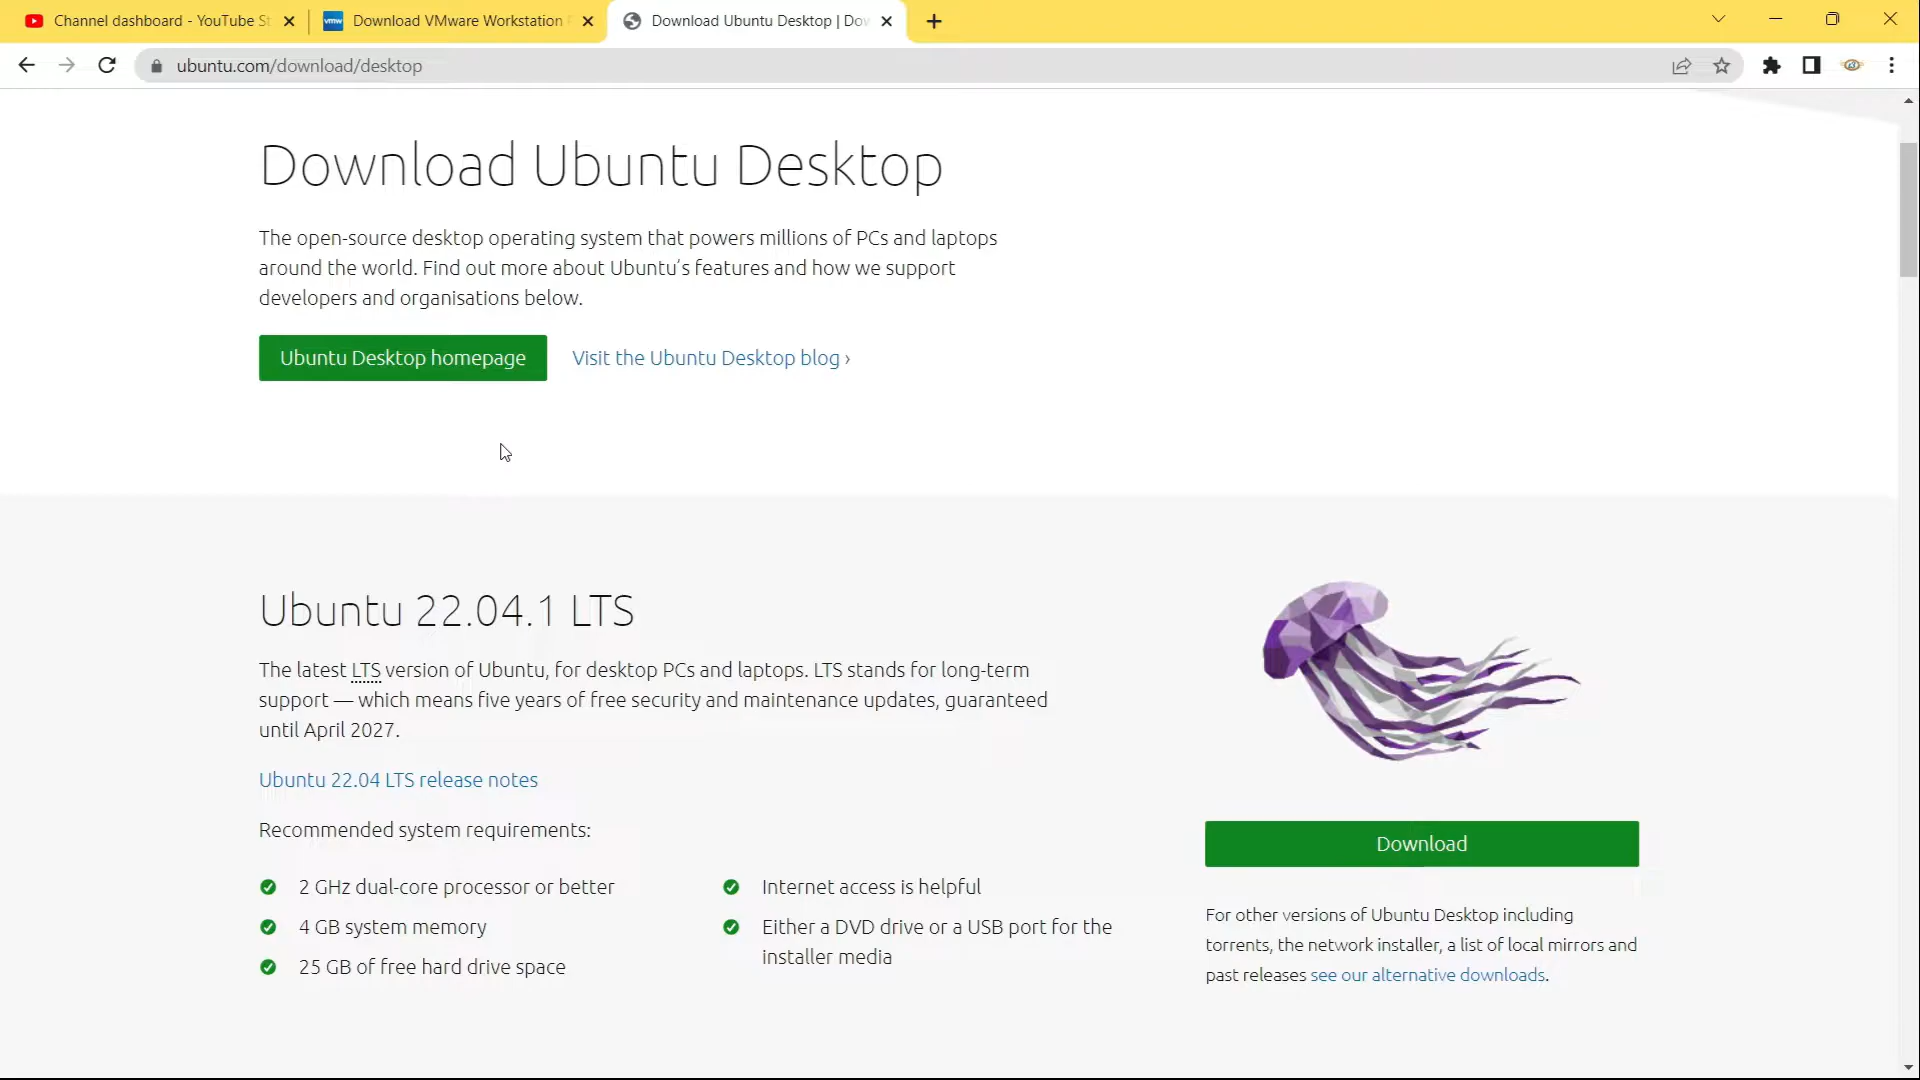 Channel dashboard - YouTube St
vmw
Download VMware Workstation
Download Ubuntu Desktop | Dow
ubuntu.com/download/desktop
Download Ubuntu Desktop
The open-source desktop operating system that powers millions of PCs and laptops
around the world. Find out more about Ubuntu’s features and how we support
developers and organisations below.
Ubuntu Desktop homepage
Visit the Ubuntu Desktop blog ›
Ubuntu 22.04.1 LTS
The latest LTS version of Ubuntu, for desktop PCs and laptops. LTS stands for long-term
support — which means five years of free security and maintenance updates, guaranteed
until April 2027.
Ubuntu 22.04 LTS release notes
Recommended system requirements:
2 GHz dual-core processor or better
4 GB system memory
25 GB of free hard drive space
Internet access is helpful
Either a DVD drive or a USB port for the
installer media
Download
For other versions of Ubuntu Desktop including
torrents, the network installer, a list of local mirrors and
past releases see our alternative downloads.